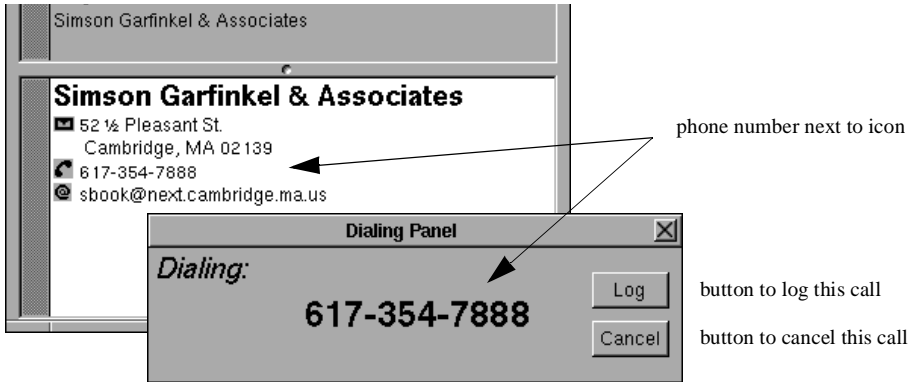 Simson Garfinkel & Associates
Simson Garfinkel & Associates
52 ½ Pleasant St.
Cambridge, MA 02139
617-354-7888
sbook@next.cambridge.ma.us
phone number next to icon
Dialing Panel
Dialing:
617-354-7888
Log
button to log this call
Cancel
button to cancel this call